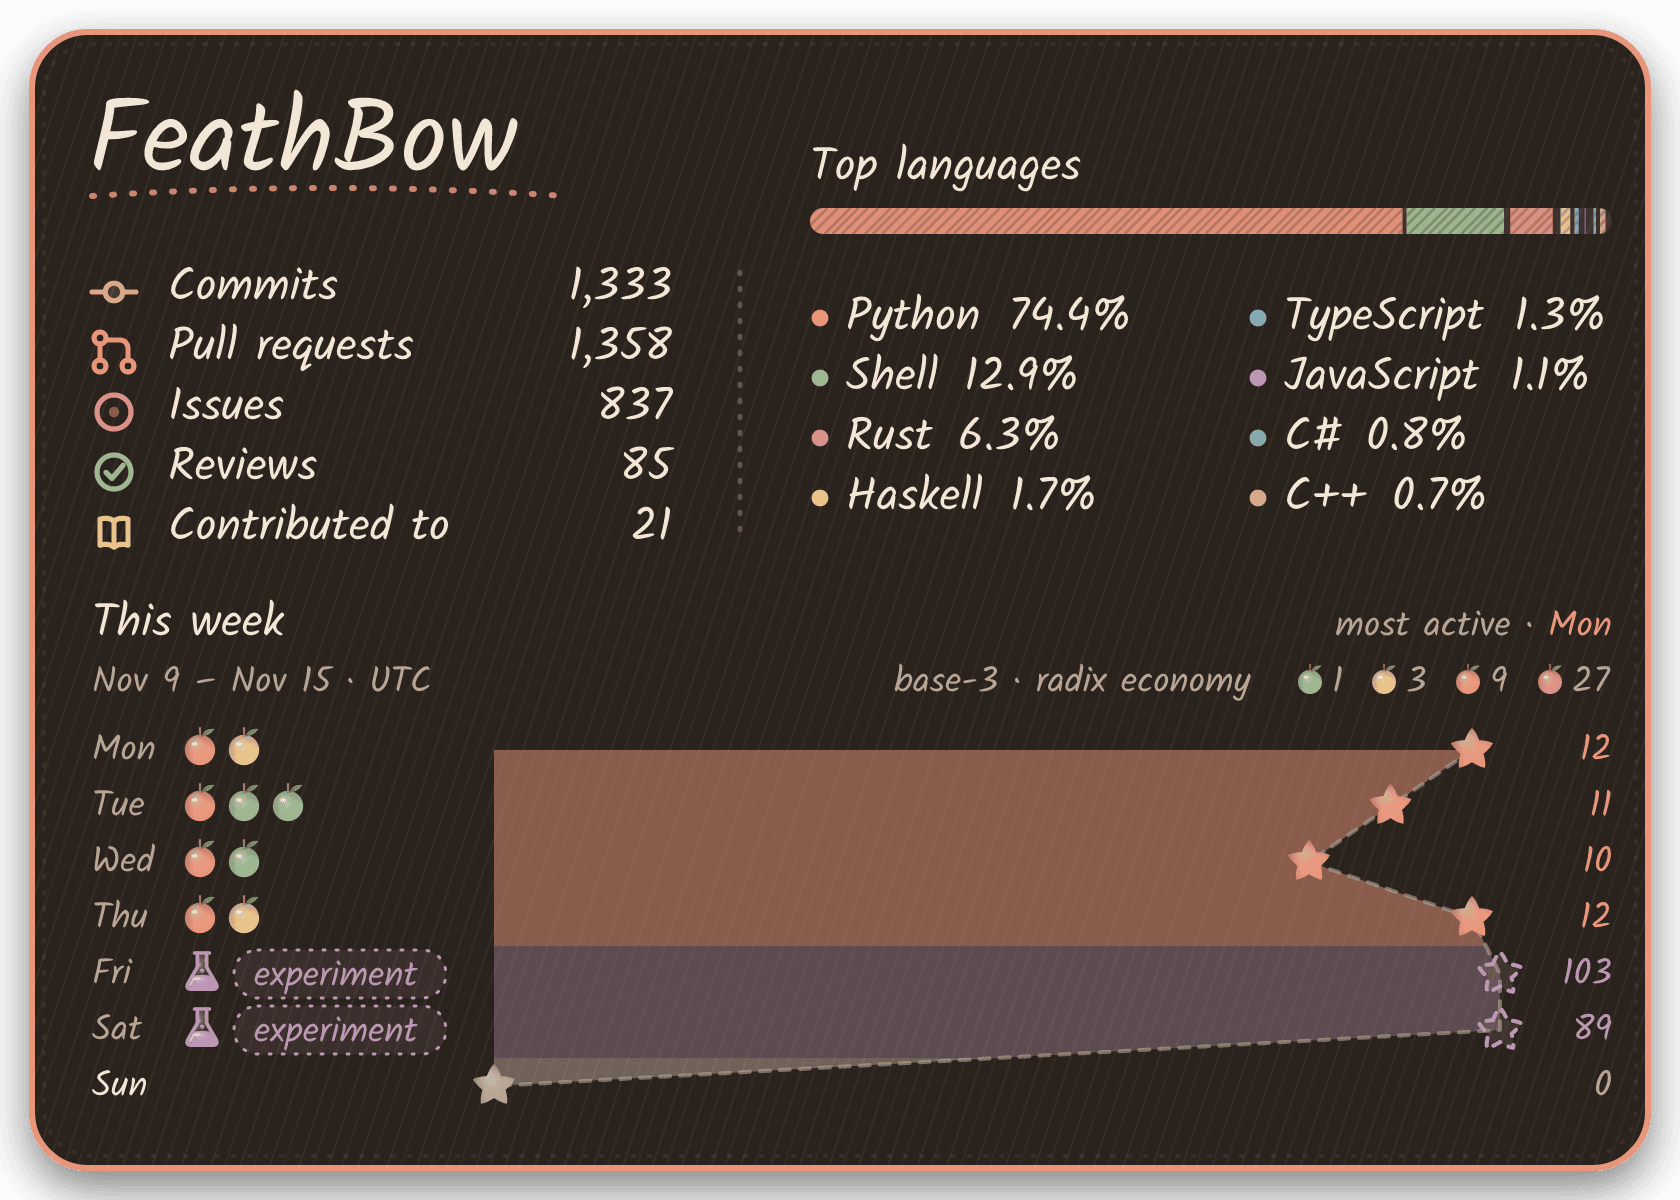 FeathBow
Commits 1,333
Pull requests 1,358
Issues 837
Reviews 85
Contributed to 21
Top languages
Python 74.4%
Shell 12.9%
Rust 6.3%
Haskell 1.7%
TypeScript 1.3%
JavaScript 1.1%
C# 0.8%
C++ 0.7%
This week
most active · Mon
Nov 9 – Nov 15 · UTC
base-3 · radix economy 1 3 9 27
Mon 12
Tue 11
Wed 10
Thu 12
Fri experiment 103
Sat experiment 89
Sun 0